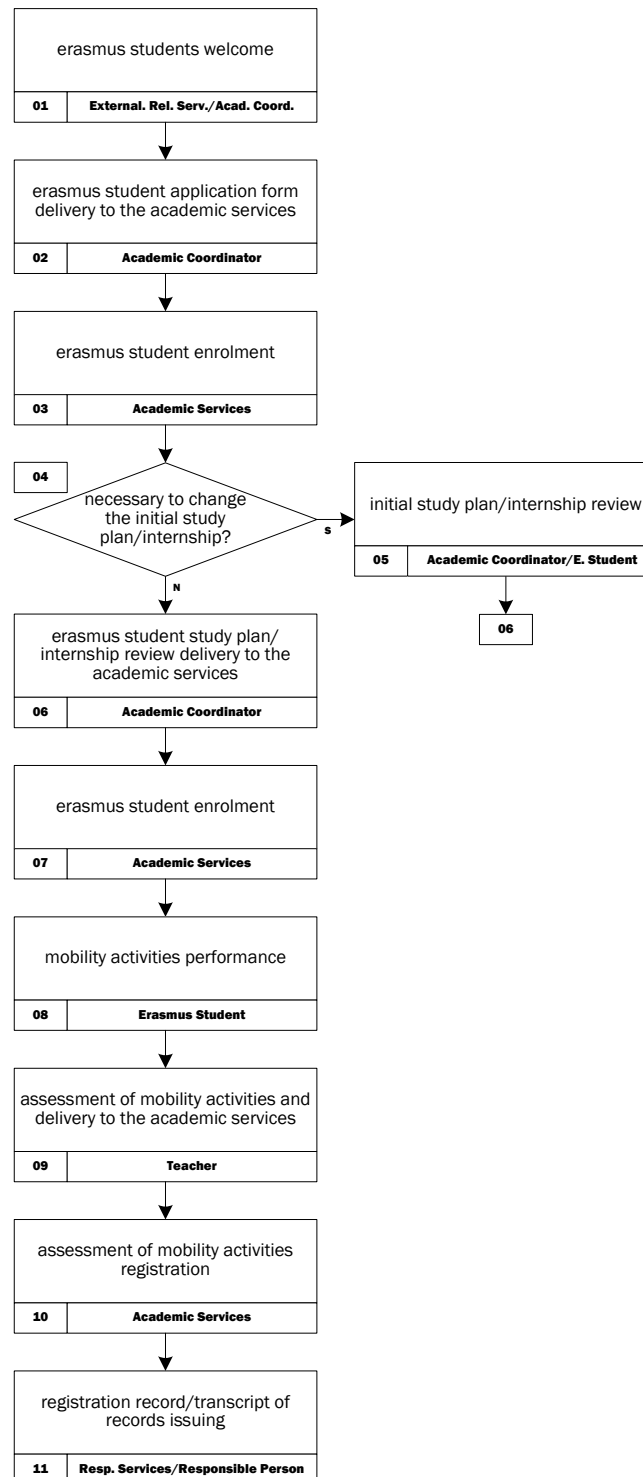 erasmus students welcome
01 External. Rel. Serv./Acad. Coord.
erasmus student application form
delivery to the academic services
02 Academic Coordinator
erasmus student enrolment
03 Academic Services
04
necessary to change
the initial study
plan/internship?
S
N
initial study plan/internship review
05 Academic Coordinator/E. Student
06
erasmus student study plan/
internship review delivery to the
academic services
06 Academic Coordinator
erasmus student enrolment
07 Academic Services
mobility activities performance
08 Erasmus Student
assessment of mobility activities and
delivery to the academic services
09 Teacher
assessment of mobility activities
registration
10 Academic Services
registration record/transcript of
records issuing
11 Resp. Services/Responsible Person